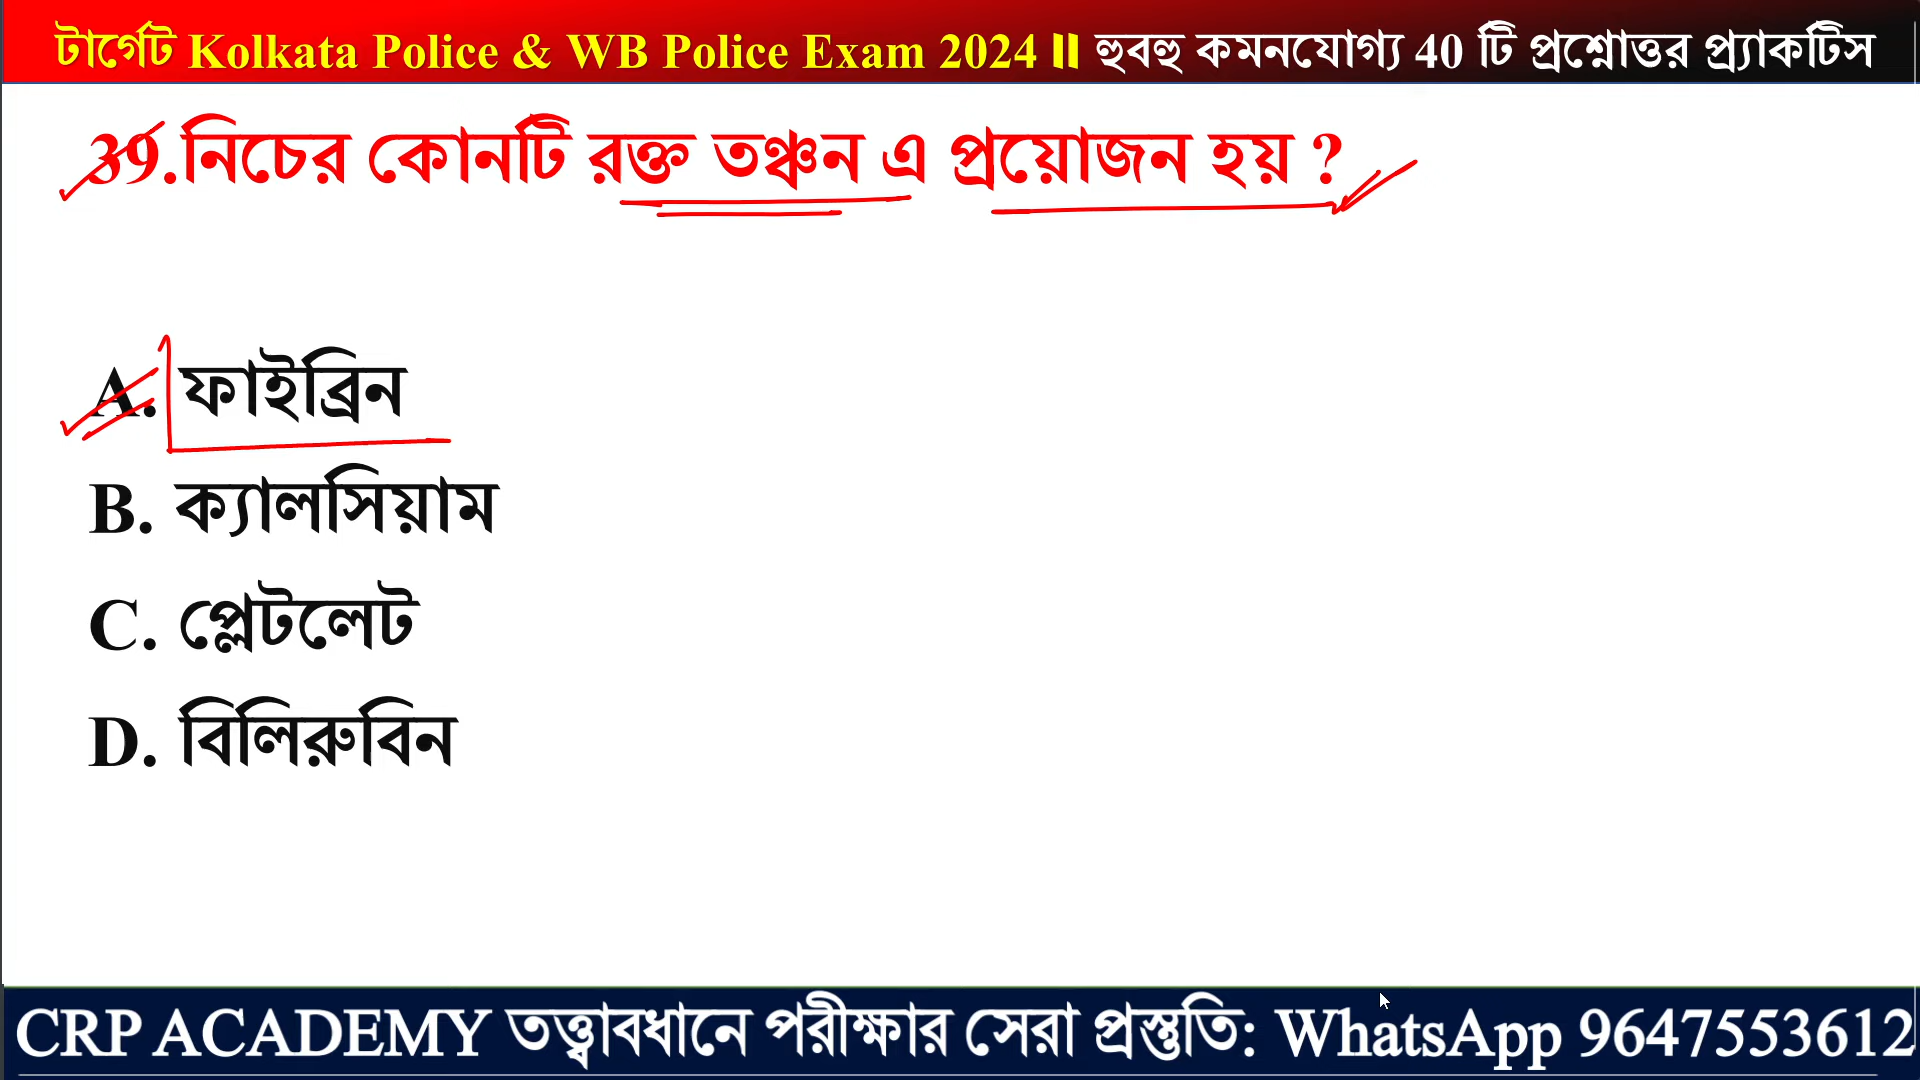 টার্গেট Kolkata Police & WB Police Exam 2024 ॥ হুবহু কমনযোগ্য 40 টি প্রশ্নোত্তর প্র্যাকটিস
39.নিচের কোনটি রক্ত তঞ্চন এ প্রয়োজন হয় ?
A. ফাইব্রিন
B. ক্যালসিয়াম
C. প্লেটলেট
D. বিলিরুবিন
CRP ACADEMY তত্ত্বাবধানে পরীক্ষার সেরা প্রস্তুতি: WhatsApp 9647553612